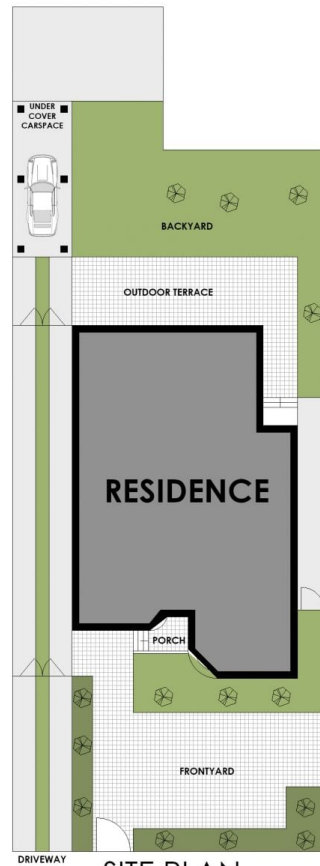 UNDER
COVER
CARSPACE
BACKYARD
OUTDOOR TERRACE
RESIDENCE
PORCH
FRONTYARD
DRIVEWAY
SITE PLAN